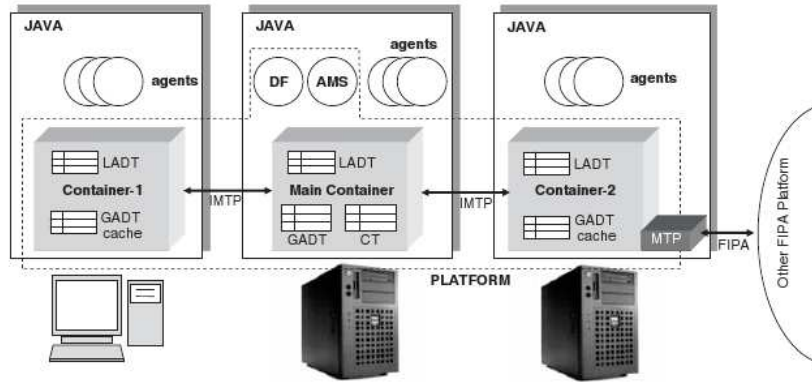 JAVA
agents
LADT
Container-1
GADT
cache
IMTP
JAVA
agents
DF
AMS
LADT
Main Container
GADT
CT
IMTP
JAVA
agents
LADT
Container-2
GADT
cache
MTP
FIPA
Other FIPA Platform
PLATFORM